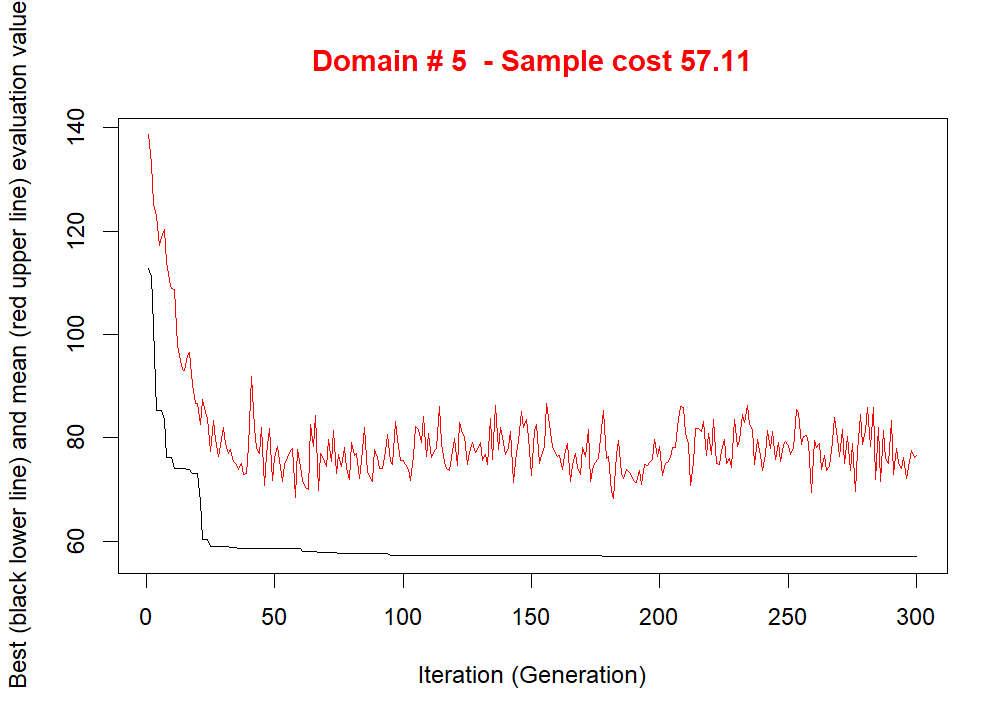 Domain # 5  - Sample cost 57.11
Best (black lower line) and mean (red upper line) evaluation value
140
120
100
80
60
0 50 100 150 200 250 300
Iteration (Generation)